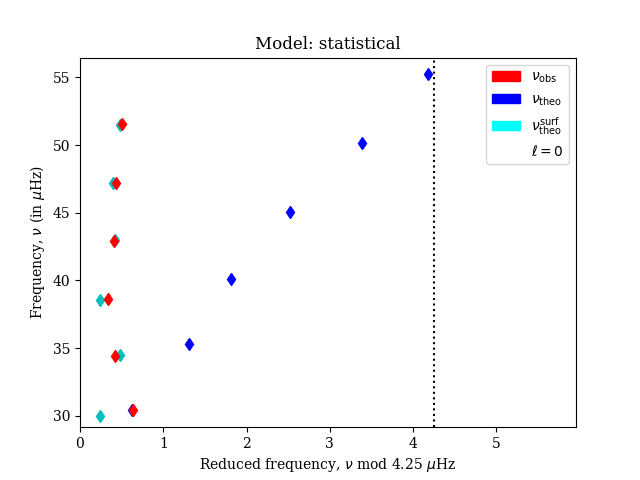 Model: statistical
55
50
45
40
35
30
Frequency, ν (in μHz)
0 1 2 3 4 5
Reduced frequency, ν mod 4.25 μHz
ν_obs
ν_theo
ν_theo^surf
ℓ = 0